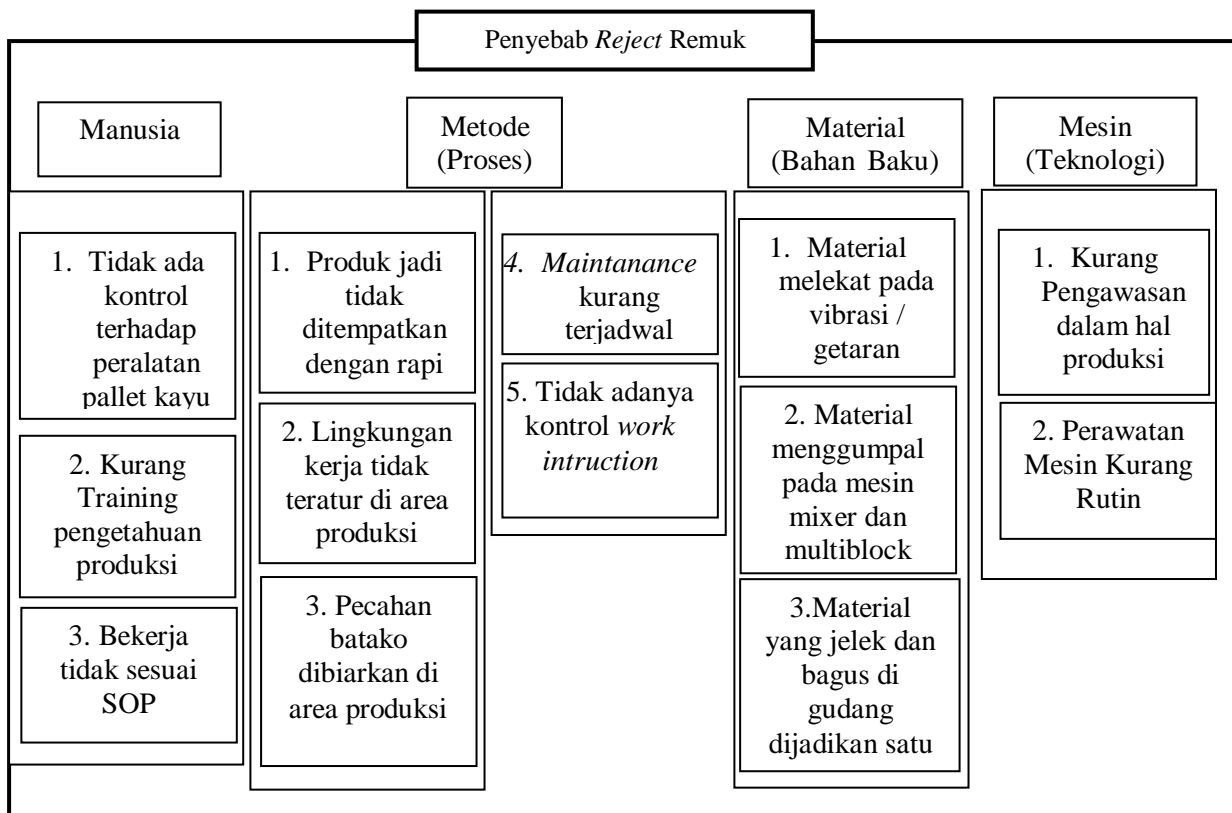 Penyebab Reject Remuk
Manusia
Metode
(Proses)
Material
(Bahan Baku)
Mesin
(Teknologi)
1. Tidak ada
kontrol
terhadap
peralatan
pallet kayu
2. Kurang
Training
pengetahuan
produksi
3. Bekerja
tidak sesuai
SOP
1. Produk jadi
tidak
ditempatkan
dengan rapi
2. Lingkungan
kerja tidak
teratur di area
produksi
3. Pecahan
batako
dibiarkan di
area produksi
4. Maintanance
kurang
terjadwal
5. Tidak adanya
kontrol work
intruction
1. Material
melekat pada
vibrasi /
getaran
2. Material
menggumpal
pada mesin
mixer dan
multiblock
3.Material
yang jelek dan
bagus di
gudang
dijadikan satu
1. Kurang
Pengawasan
dalam hal
produksi
2. Perawatan
Mesin Kurang
Rutin